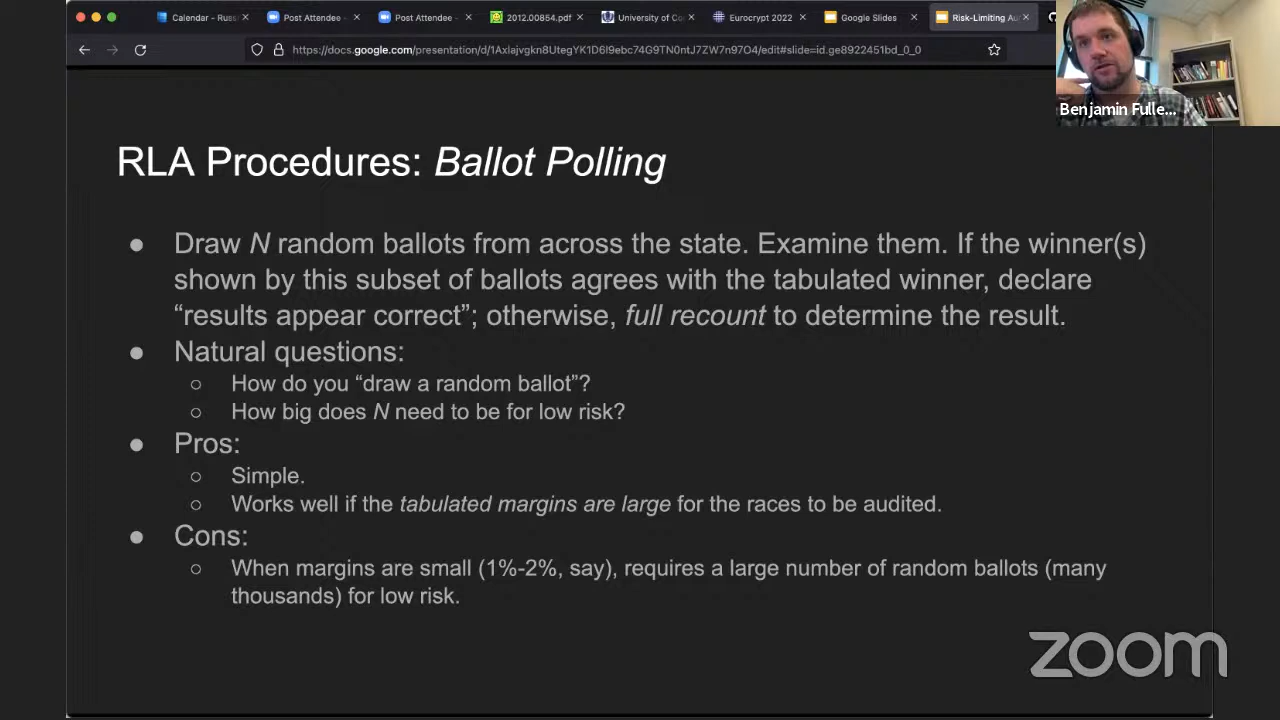 Calendar - Russ
Post Attendee -
Post Attendee -
2012.00854.pdf
University of Co
Eurocrypt 2022
Google Slides
Risk-Limiting Au
https://docs.google.com/presentation/d/1AxlajvgknBUtegYK1D6I9ebc74G9TN0ntJ7ZW7n97O4/edit#slide=id.ge8922451bd_0_0
Benjamin Fulle...
RLA Procedures: Ballot Polling
● Draw N random ballots from across the state. Examine them. If the winner(s)
shown by this subset of ballots agrees with the tabulated winner, declare
“results appear correct”; otherwise, full recount to determine the result.
● Natural questions:
○ How do you “draw a random ballot”?
○ How big does N need to be for low risk?
● Pros:
○ Simple.
○ Works well if the tabulated margins are large for the races to be audited.
● Cons:
○ When margins are small (1%-2%, say), requires a large number of random ballots (many
thousands) for low risk.
zoom